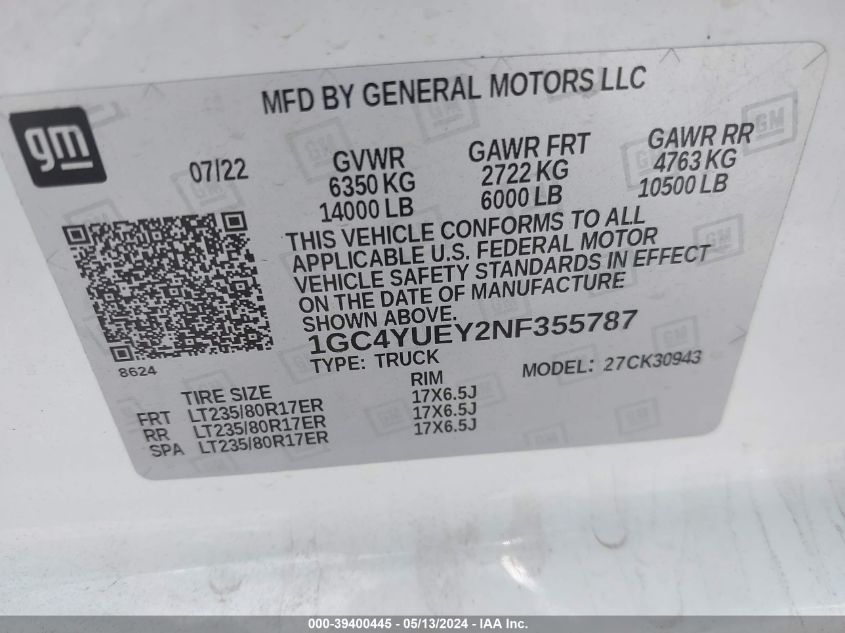 MFD BY GENERAL MOTORS LLC
gm
07/22
GVWR GAWR FRT GAWR RR
6350 KG 2722 KG 4763 KG
14000 LB 6000 LB 10500 LB
THIS VEHICLE CONFORMS TO ALL
APPLICABLE U.S. FEDERAL MOTOR
VEHICLE SAFETY STANDARDS IN EFFECT
ON THE DATE OF MANUFACTURE
SHOWN ABOVE.
1GC4YUEY2NF355787
8624
TYPE: TRUCK MODEL: 27CK30943
TIRE SIZE RIM
FRT LT235/80R17ER 17X6.5J
RR LT235/80R17ER 17X6.5J
SPA LT235/80R17ER 17X6.5J
000-39400445 - 05/13/2024 - IAA Inc.